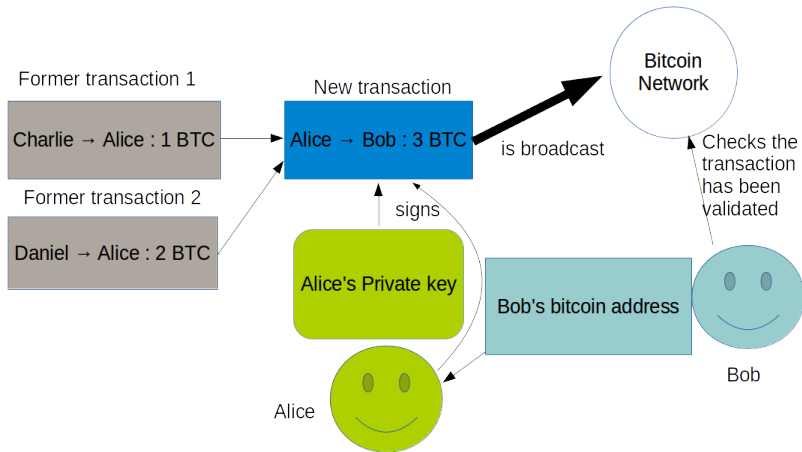 Former transaction 1
Charlie → Alice : 1 BTC
Former transaction 2
Daniel → Alice : 2 BTC
New transaction
Alice → Bob : 3 BTC
is broadcast
Bitcoin
Network
Checks the
transaction
has been
validated
signs
Alice's Private key
Alice
Bob's bitcoin address
Bob